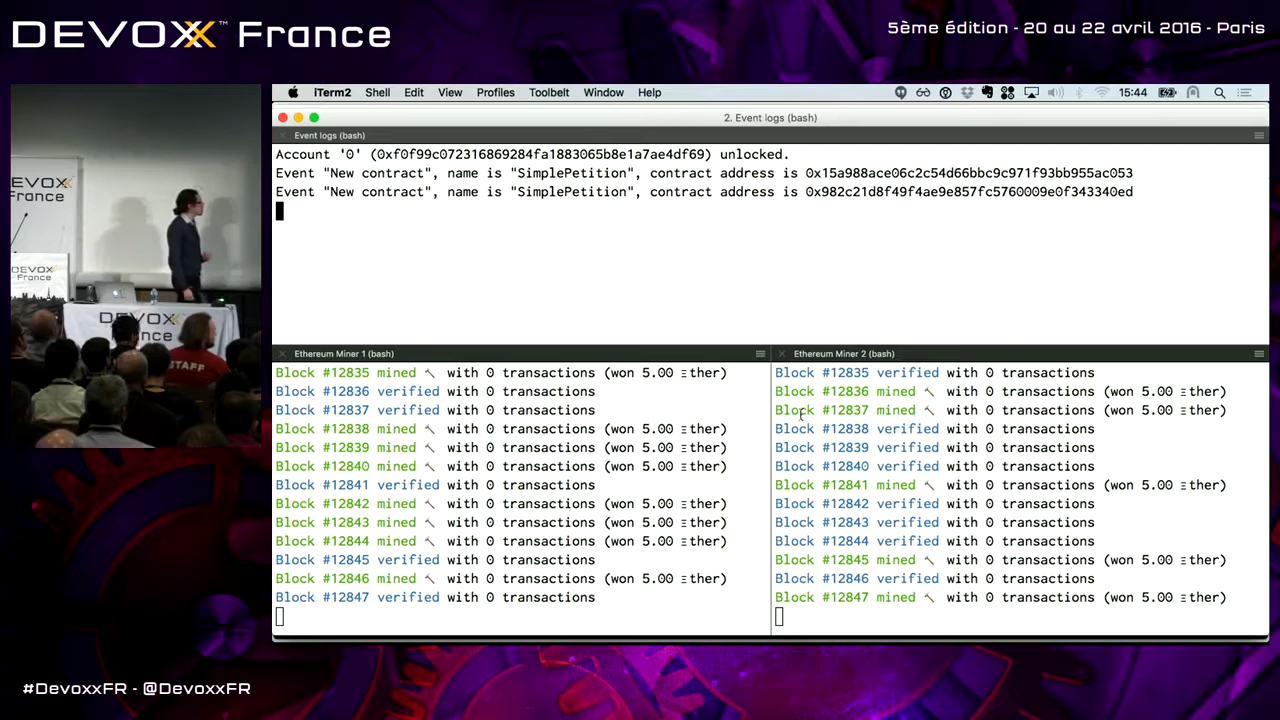 DEVOXX™ France
5ème édition - 20 au 22 avril 2016 - Paris
DEVOXX
France
DEVOXX
France
DEVOXX
France
STAFF
iTerm2 Shell Edit View Profiles Toolbelt Window Help 15:44
2. Event logs (bash)
Event logs (bash)
Account '0' (0xf0f99c072316869284fa1883065b8e1a7ae4df69) unlocked.
Event "New contract", name is "SimplePetition", contract address is 0x15a988ace06c2c54d66bbc9c971f93bb955ac053
Event "New contract", name is "SimplePetition", contract address is 0x982c21d8f49f4ae9e857fc5760009e0f343340ed
Ethereum Miner 1 (bash)
Block #12835 mined 🔨 with 0 transactions (won 5.00 Ξther)
Block #12836 verified with 0 transactions
Block #12837 verified with 0 transactions
Block #12838 mined 🔨 with 0 transactions (won 5.00 Ξther)
Block #12839 mined 🔨 with 0 transactions (won 5.00 Ξther)
Block #12840 mined 🔨 with 0 transactions (won 5.00 Ξther)
Block #12841 verified with 0 transactions
Block #12842 mined 🔨 with 0 transactions (won 5.00 Ξther)
Block #12843 mined 🔨 with 0 transactions (won 5.00 Ξther)
Block #12844 mined 🔨 with 0 transactions (won 5.00 Ξther)
Block #12845 verified with 0 transactions
Block #12846 mined 🔨 with 0 transactions (won 5.00 Ξther)
Block #12847 verified with 0 transactions
Ethereum Miner 2 (bash)
Block #12835 verified with 0 transactions
Block #12836 mined 🔨 with 0 transactions (won 5.00 Ξther)
Block #12837 mined 🔨 with 0 transactions (won 5.00 Ξther)
Block #12838 verified with 0 transactions
Block #12839 verified with 0 transactions
Block #12840 verified with 0 transactions
Block #12841 mined 🔨 with 0 transactions (won 5.00 Ξther)
Block #12842 verified with 0 transactions
Block #12843 verified with 0 transactions
Block #12844 verified with 0 transactions
Block #12845 mined 🔨 with 0 transactions (won 5.00 Ξther)
Block #12846 verified with 0 transactions
Block #12847 mined 🔨 with 0 transactions (won 5.00 Ξther)
#DevoxxFR - @DevoxxFR